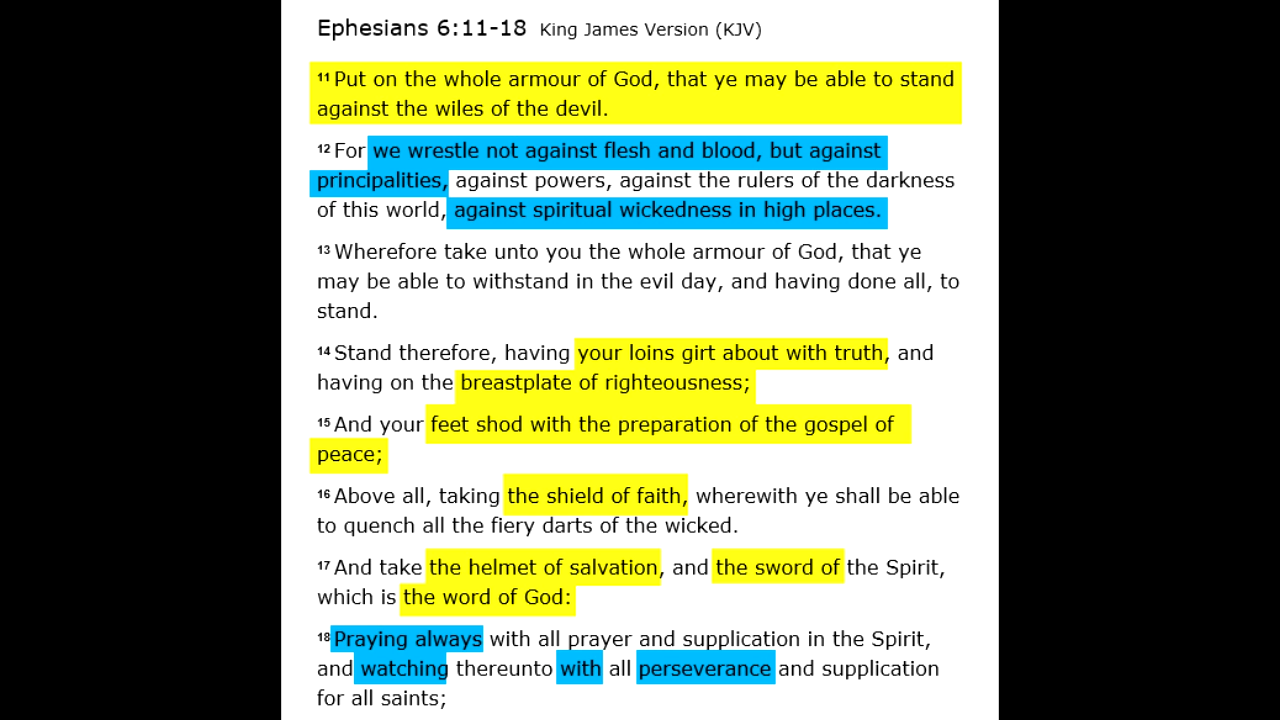 Ephesians 6:11-18 King James Version (KJV)
11 Put on the whole armour of God, that ye may be able to stand
against the wiles of the devil.
12 For we wrestle not against flesh and blood, but against
principalities, against powers, against the rulers of the darkness
of this world, against spiritual wickedness in high places.
13 Wherefore take unto you the whole armour of God, that ye
may be able to withstand in the evil day, and having done all, to
stand.
14 Stand therefore, having your loins girt about with truth, and
having on the breastplate of righteousness;
15 And your feet shod with the preparation of the gospel of
peace;
16 Above all, taking the shield of faith, wherewith ye shall be able
to quench all the fiery darts of the wicked.
17 And take the helmet of salvation, and the sword of the Spirit,
which is the word of God:
18 Praying always with all prayer and supplication in the Spirit,
and watching thereunto with all perseverance and supplication
for all saints;